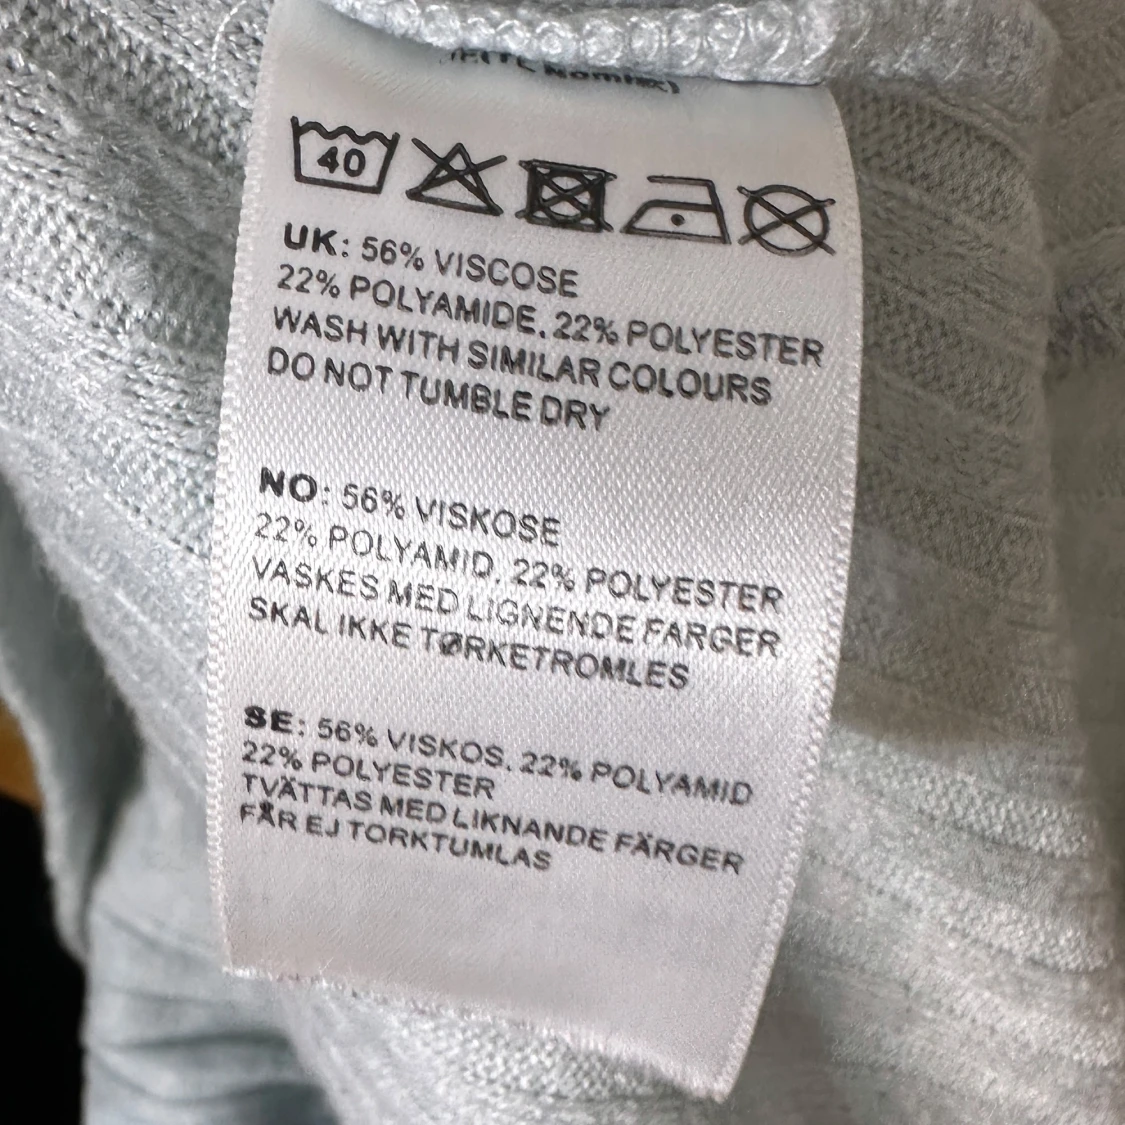 40
UK: 56% VISCOSE
22% POLYAMIDE, 22% POLYESTER
WASH WITH SIMILAR COLOURS
DO NOT TUMBLE DRY
NO: 56% VISKOSE
22% POLYAMID, 22% POLYESTER
VASKES MED LIGNENDE FARGER
SKAL IKKE TØRKETROMLES
SE: 56% VISKOS, 22% POLYAMID
22% POLYESTER
TVÄTTAS MED LIKNANDE FÄRGER
FÅR EJ TORKTUMLAS